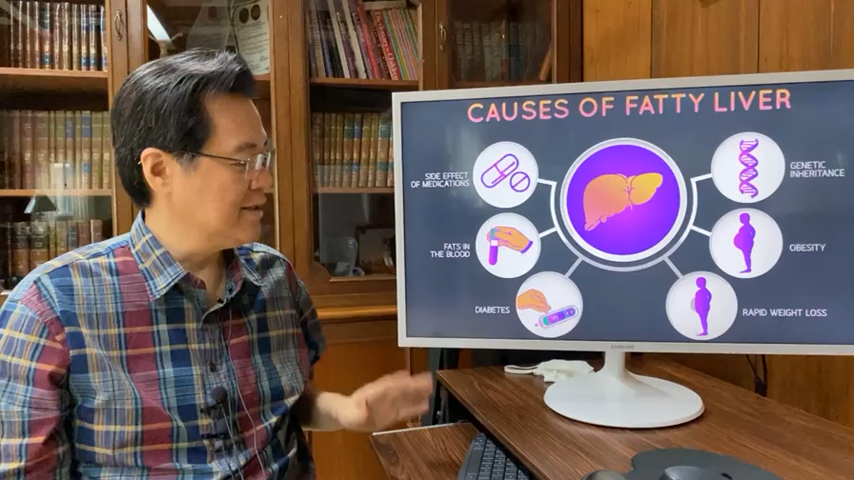 CAUSES OF FATTY LIVER
SIDE EFFECT
OF MEDICATIONS
GENETIC
INHERITANCE
FATS IN
THE BLOOD
OBESITY
DIABETES
RAPID WEIGHT LOSS
SAMSUNG